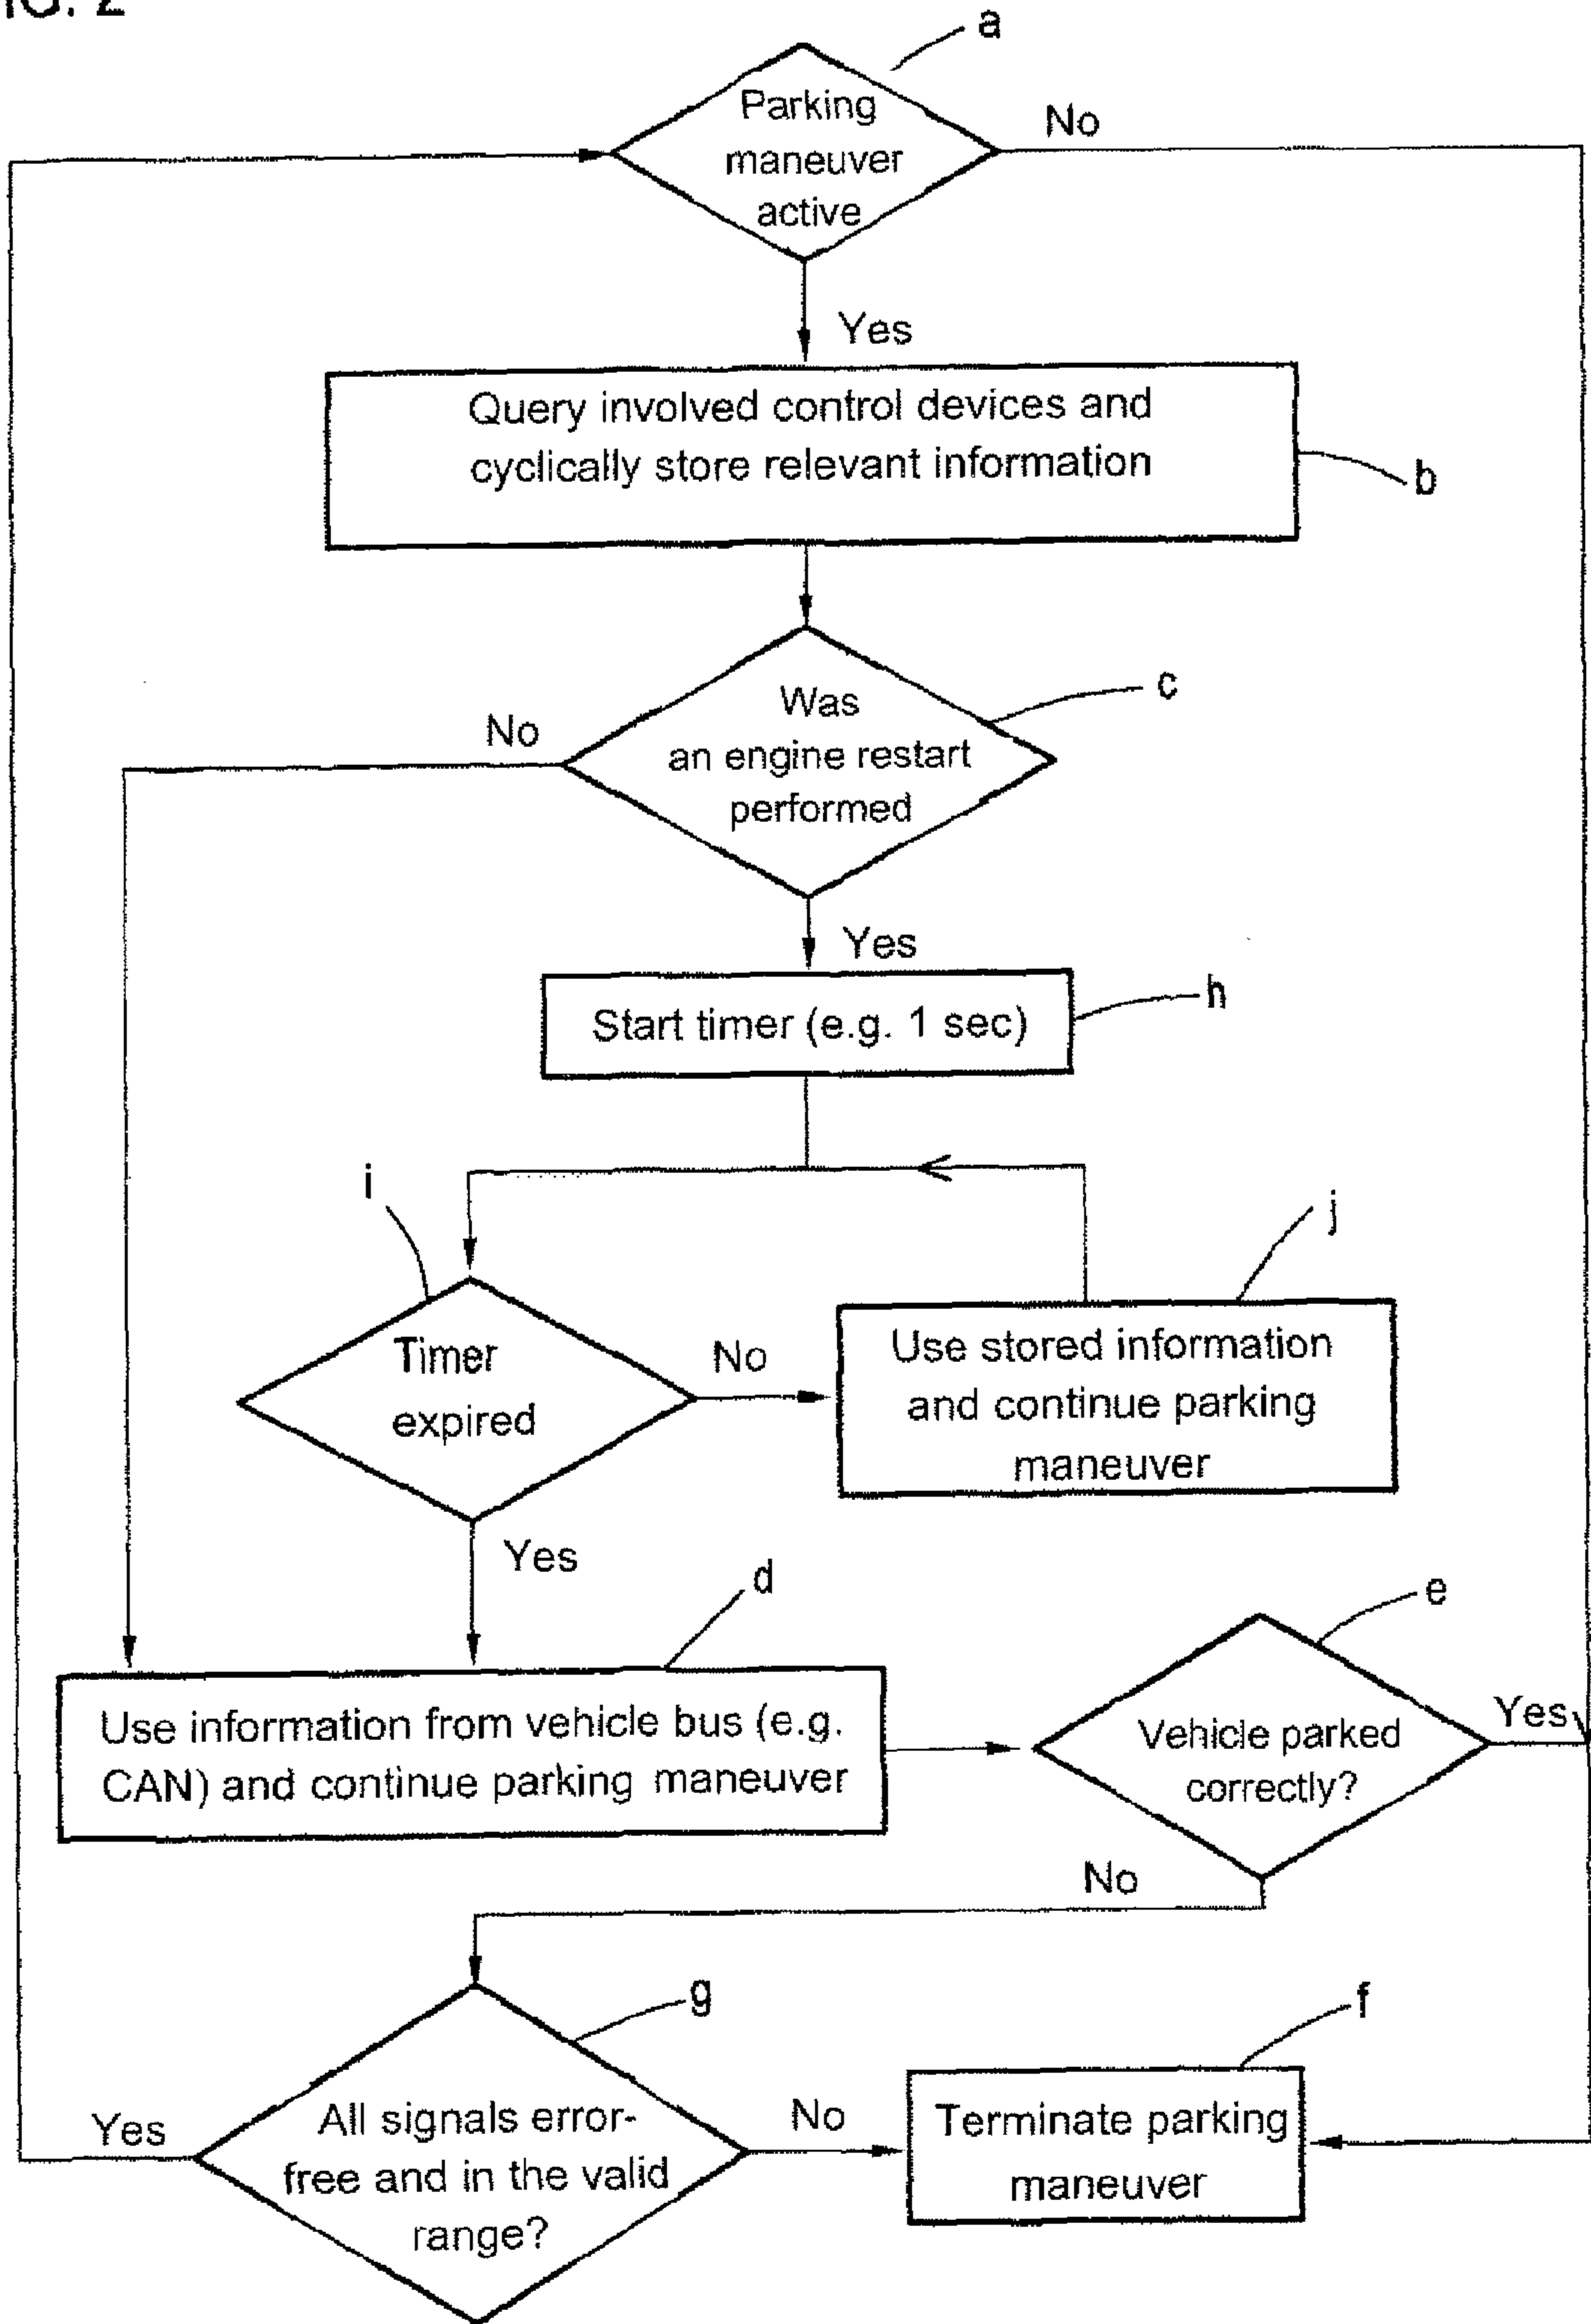 FIG. 2
a
Parking
maneuver
active
No
Yes
Query involved control devices and
cyclically store relevant information
b
Was
an engine restart
performed
c
No
Yes
Start timer (e.g. 1 sec)
h
i
j
Timer
expired
No
Use stored information
and continue parking
maneuver
Yes
d
e
Use information from vehicle bus (e.g.
CAN) and continue parking maneuver
Vehicle parked
correctly?
Yes
No
g
f
All signals error-
free and in the valid
range?
Yes
No
Terminate parking
maneuver